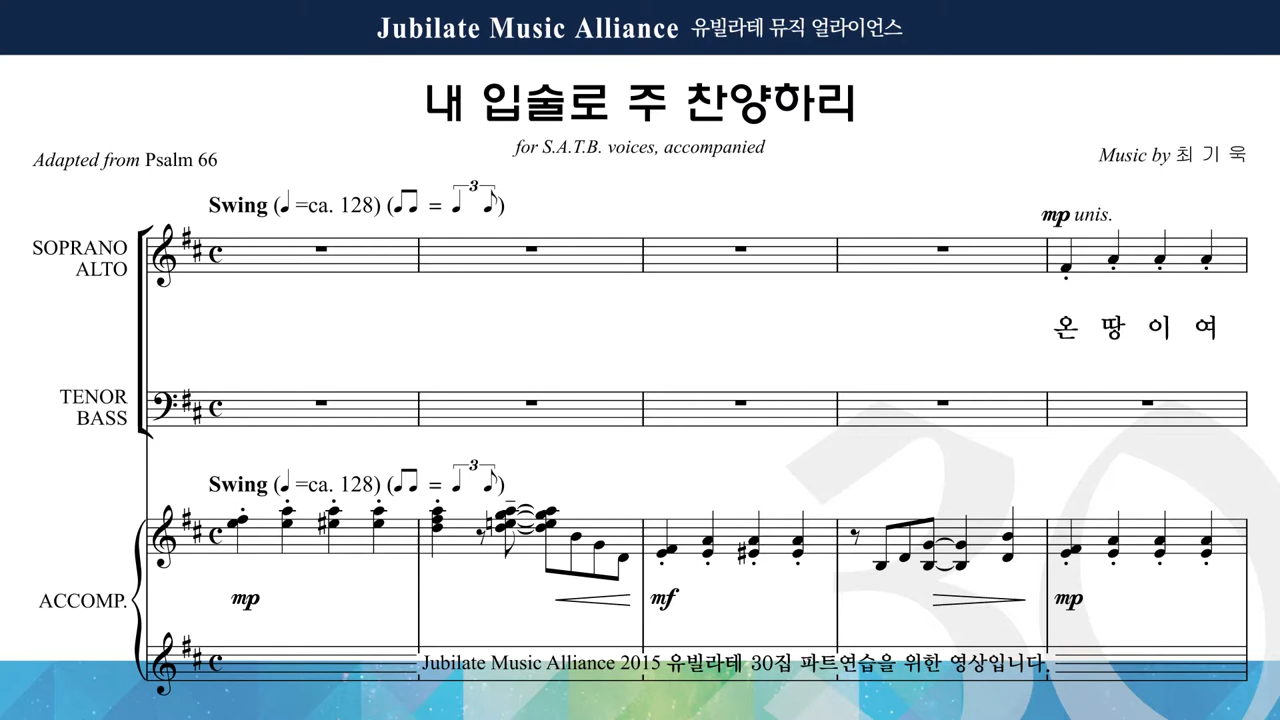 Jubilate Music Alliance 유빌라테 뮤직 얼라이언스
내 입술로 주 찬양하리
for S.A.T.B. voices, accompanied
Adapted from Psalm 66
Music by 최 기 욱
Swing (♩=ca. 128) (♫ = 3 ♩♪)
mp unis.
SOPRANO
ALTO
온 땅 이 여
TENOR
BASS
Swing (♩=ca. 128) (♫ = 3 ♩♪)
ACCOMP.
mp mf mp
Jubilate Music Alliance 2015 유빌라테 30집 파트연습을 위한 영상입니다.
30